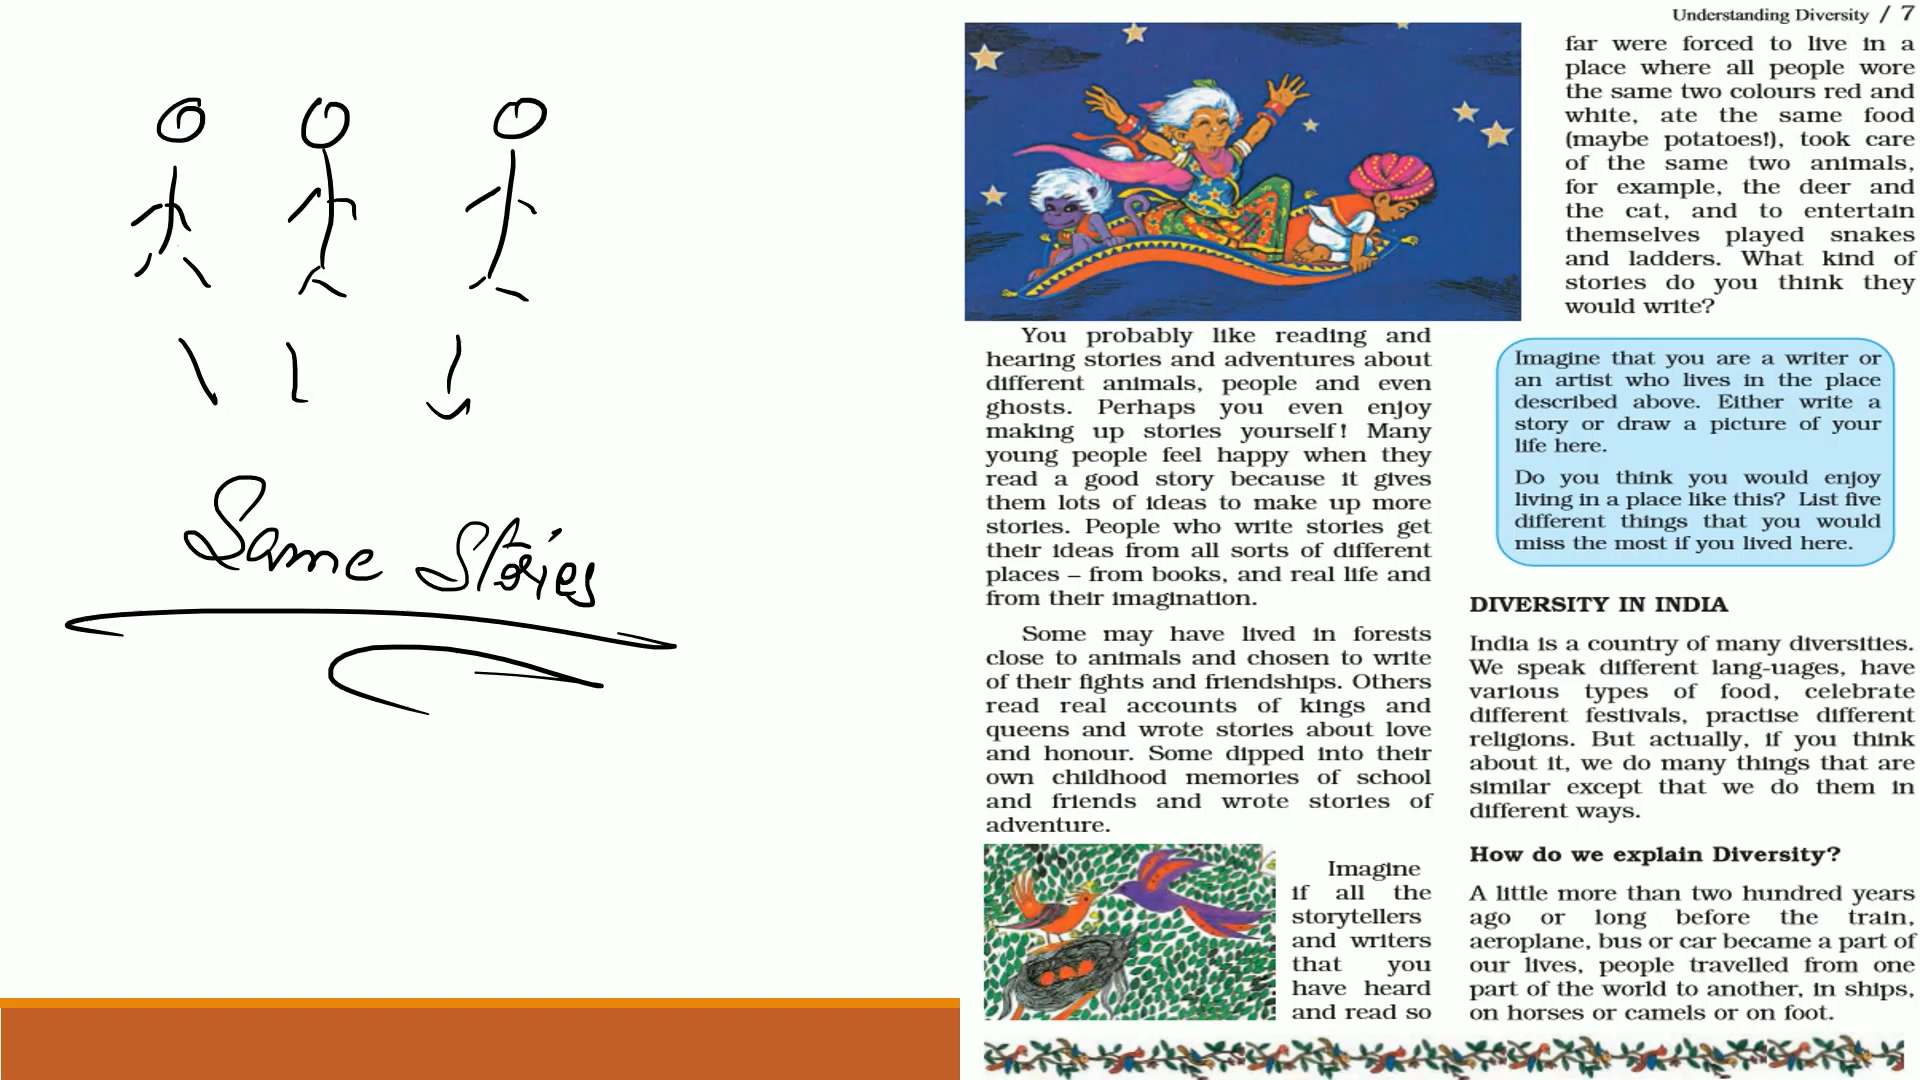 Same Stories
Understanding Diversity / 7
You probably like reading and
hearing stories and adventures about
different animals, people and even
ghosts. Perhaps you even enjoy
making up stories yourself! Many
young people feel happy when they
read a good story because it gives
them lots of ideas to make up more
stories. People who write stories get
their ideas from all sorts of different
places – from books, and real life and
from their imagination.
Some may have lived in forests
close to animals and chosen to write
of their fights and friendships. Others
read real accounts of kings and
queens and wrote stories about love
and honour. Some dipped into their
own childhood memories of school
and friends and wrote stories of
adventure.
Imagine
if all the
storytellers
and writers
that you
have heard
and read so
far were forced to live in a
place where all people wore
the same two colours red and
white, ate the same food
(maybe potatoes!), took care
of the same two animals,
for example, the deer and
the cat, and to entertain
themselves played snakes
and ladders. What kind of
stories do you think they
would write?
Imagine that you are a writer or
an artist who lives in the place
described above. Either write a
story or draw a picture of your
life here.
Do you think you would enjoy
living in a place like this? List five
different things that you would
miss the most if you lived here.
DIVERSITY IN INDIA
India is a country of many diversities.
We speak different lang-uages, have
various types of food, celebrate
different festivals, practise different
religions. But actually, if you think
about it, we do many things that are
similar except that we do them in
different ways.
How do we explain Diversity?
A little more than two hundred years
ago or long before the train,
aeroplane, bus or car became a part of
our lives, people travelled from one
part of the world to another, in ships,
on horses or camels or on foot.